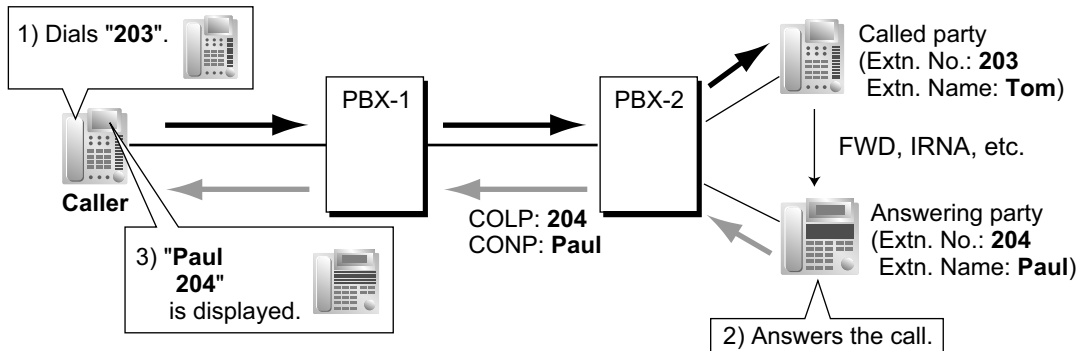 1) Dials "203".
Caller
PBX-1
PBX-2
Called party
(Extn. No.: 203
Extn. Name: Tom)
FWD, IRNA, etc.
COLP: 204
CONP: Paul
Answering party
(Extn. No.: 204
Extn. Name: Paul)
3) "Paul
204"
is displayed.
2) Answers the call.